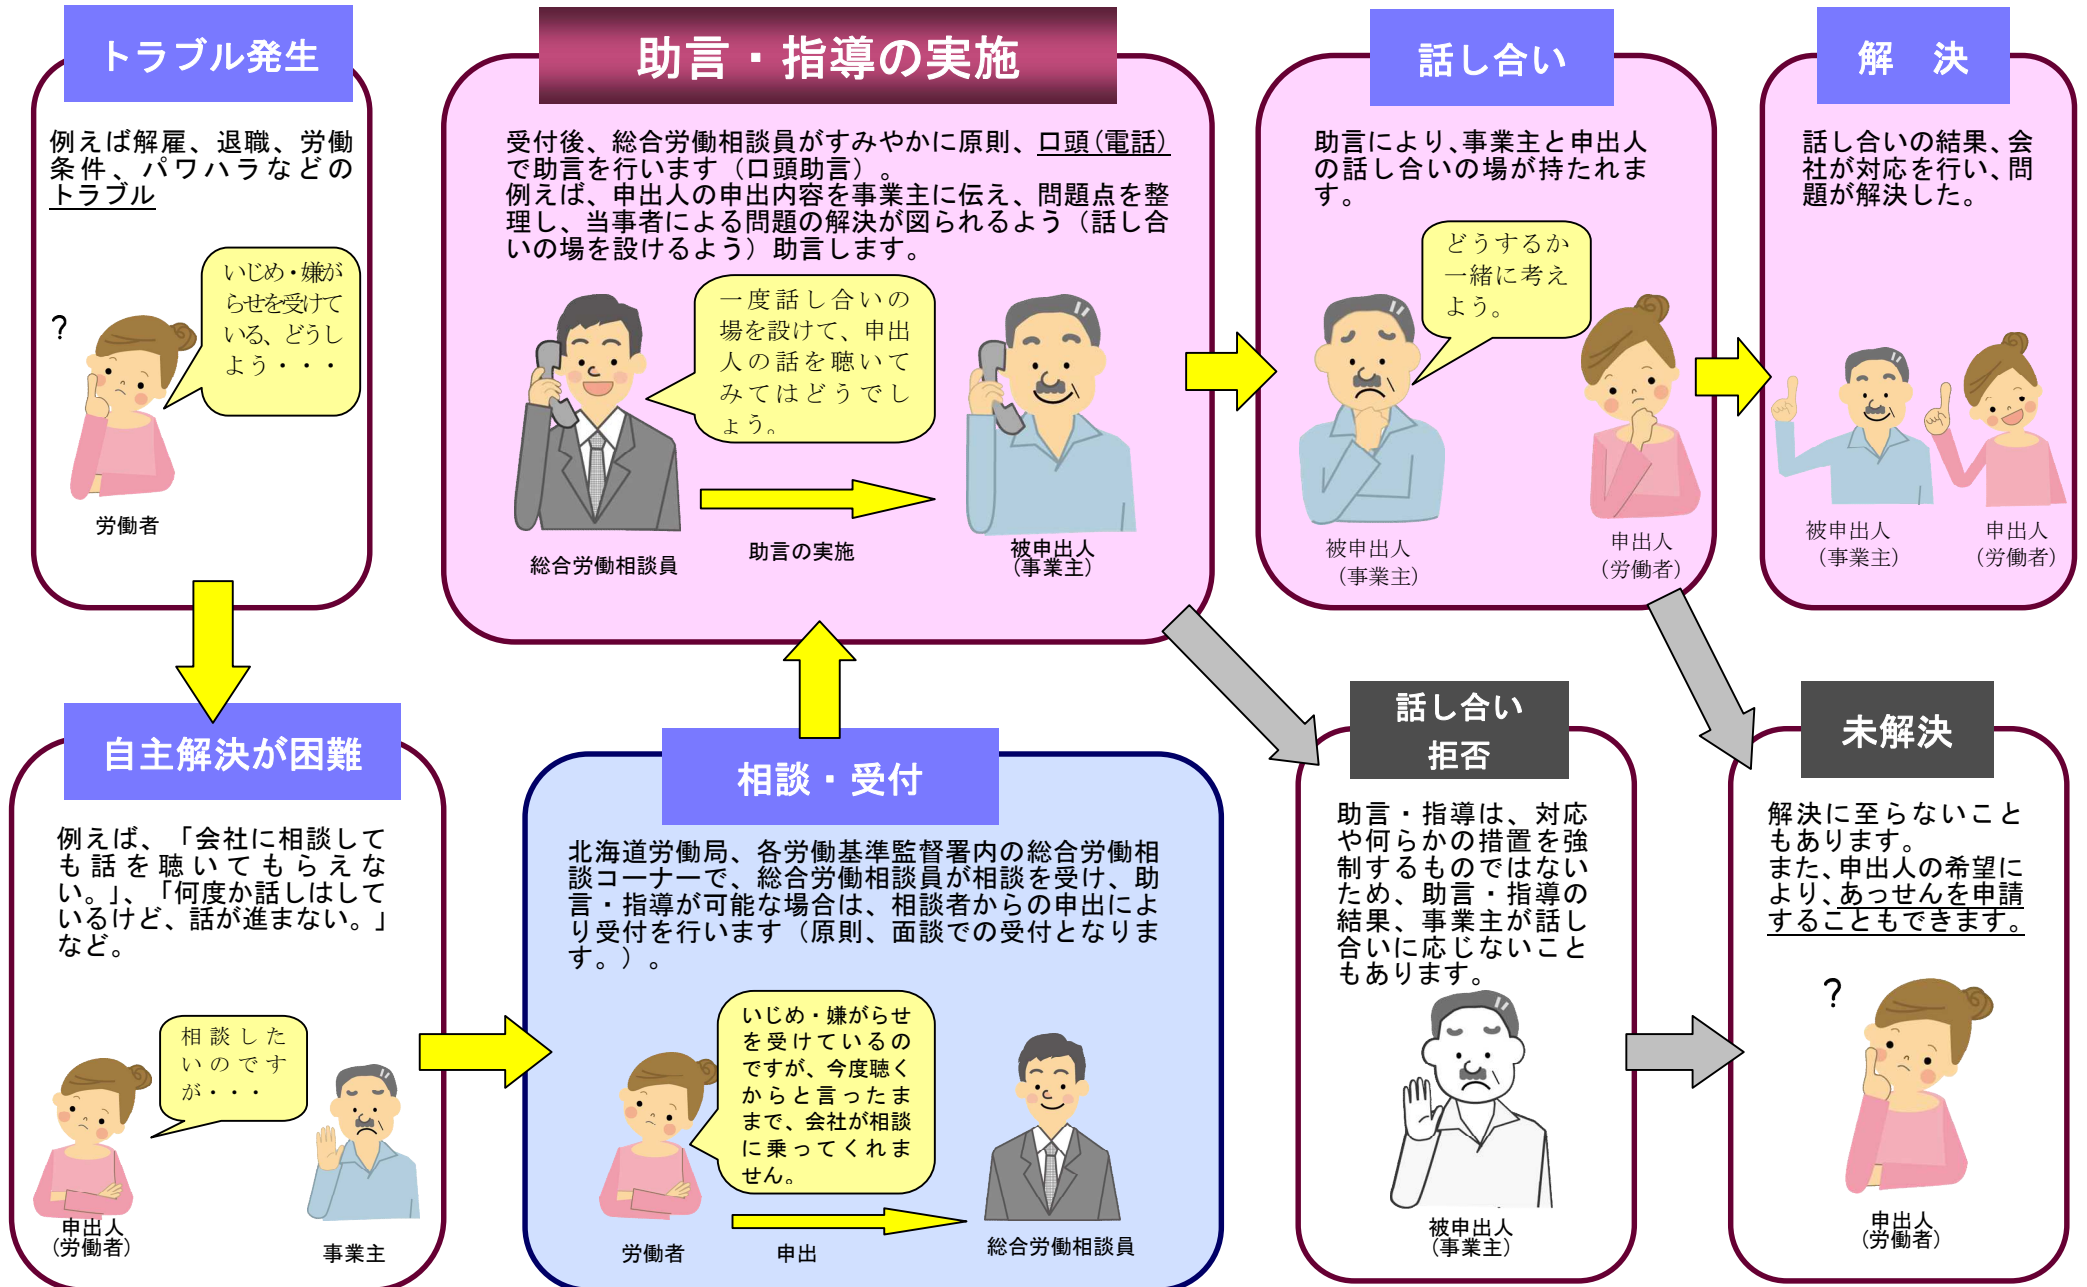 トラブル発生
例えば解雇、退職、労働
条件、パワハラなどの
トラブル
いじめ・嫌が
らせを受けて
いる、どうし
よう・・・
?
労働者
自主解決が困難
例えば、「会社に相談して
も話を聴いてもらえな
い。」、「何度か話しはして
いるけど、話が進まない。」
など。
相談した
いのです
が・・・
申出人
(労働者)
事業主
相談・受付
北海道労働局、各労働基準監督署内の総合労働相
談コーナーで、総合労働相談員が相談を受け、助
言・指導が可能な場合は、相談者からの申出によ
り受付を行います（原則、面談での受付となりま
す。）。
いじめ・嫌がらせ
を受けているの
ですが、今度聴く
からと言ったま
まで、会社が相談
に乗ってくれま
せん。
労働者
申出
総合労働相談員
助言・指導の実施
受付後、総合労働相談員がすみやかに原則、口頭(電話)
で助言を行います（口頭助言）。
例えば、申出人の申出内容を事業主に伝え、問題点を整
理し、当事者による問題の解決が図られるよう（話し合
いの場を設けるよう）助言します。
一度話し合いの
場を設けて、申出
人の話を聴いて
みてはどうでし
ょう。
総合労働相談員
助言の実施
被申出人
(事業主)
話し合い
助言により、事業主と申出人
の話し合いの場が持たれま
す。
どうするか
一緒に考え
よう。
被申出人
（事業主）
申出人
（労働者）
解　決
話し合いの結果、会
社が対応を行い、問
題が解決した。
被申出人
（事業主）
申出人
（労働者）
話し合い
拒否
助言・指導は、対応
や何らかの措置を強
制するものではない
ため、助言・指導の
結果、事業主が話し
合いに応じないこと
もあります。
被申出人
(事業主)
未解決
解決に至らないこと
もあります。
また、申出人の希望に
より、あっせんを申請
することもできます。
?
申出人
(労働者)